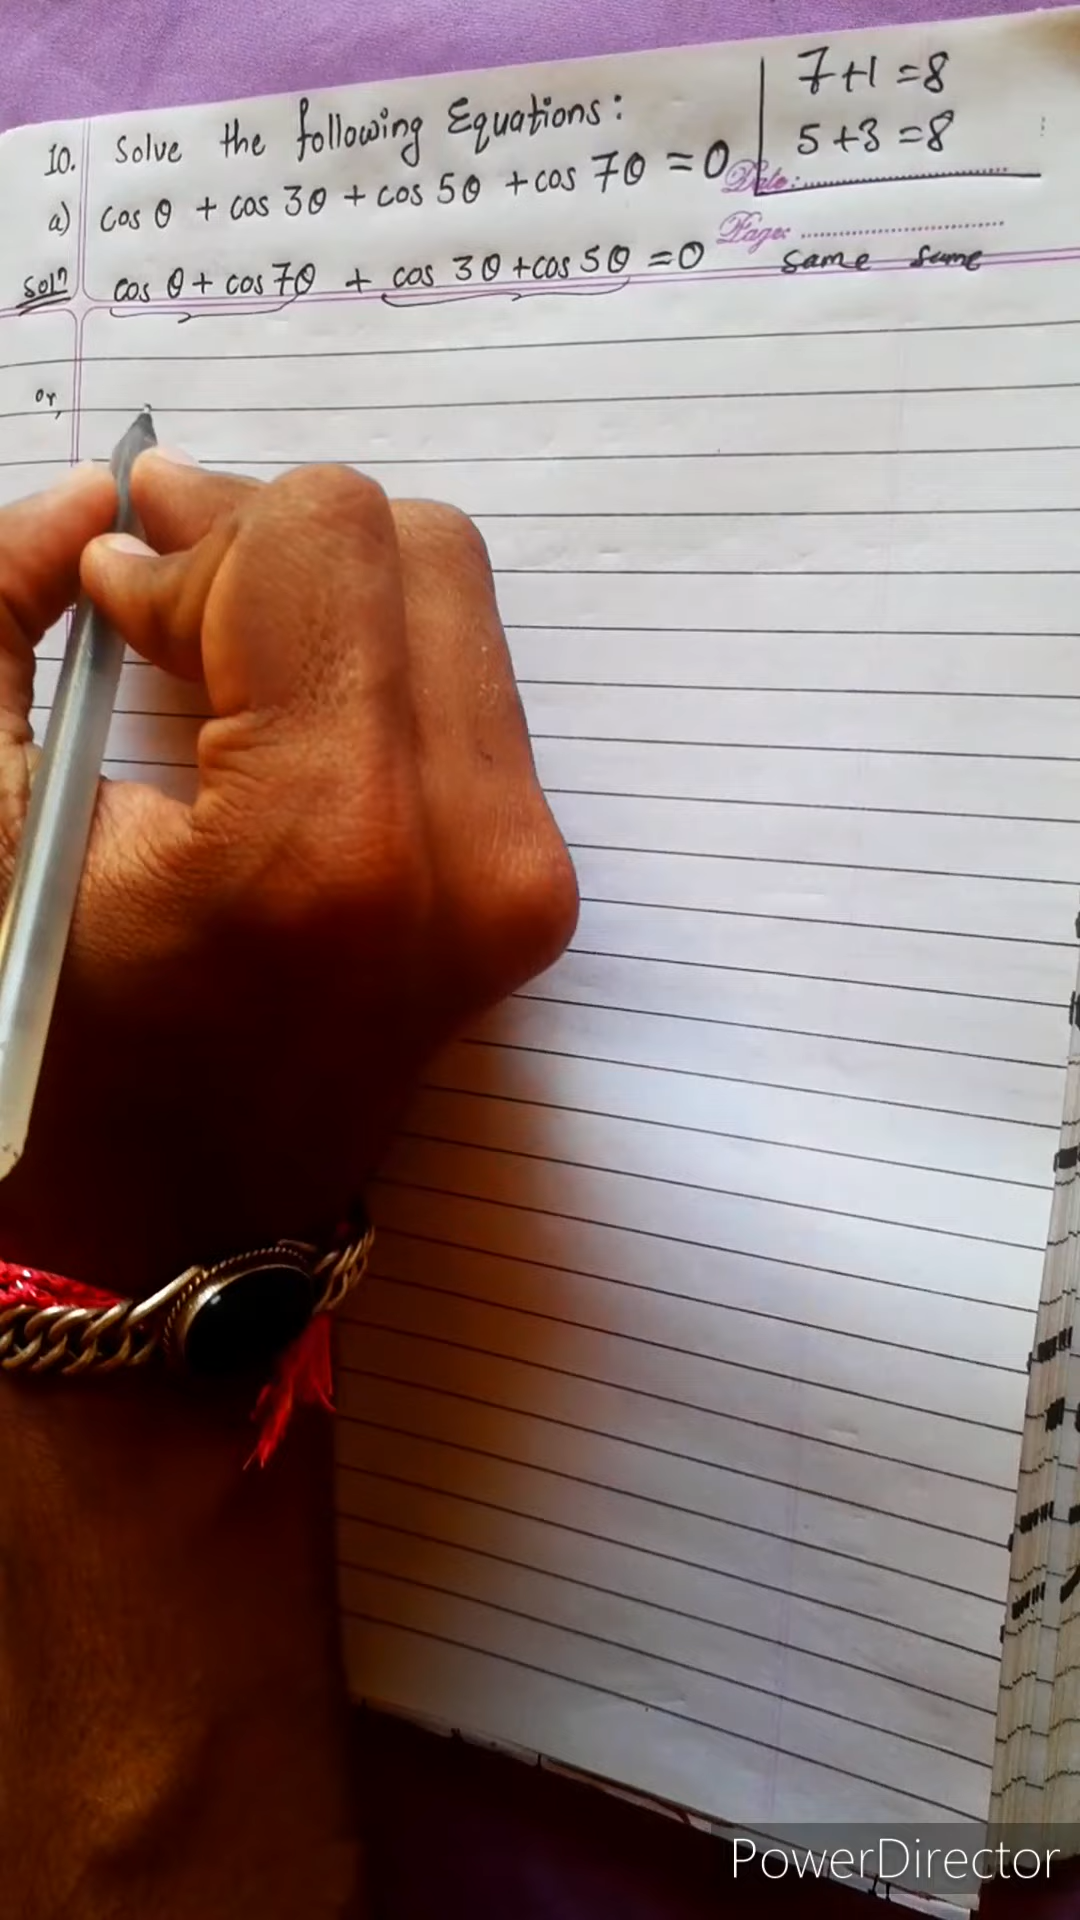 10. Solve the following Equations:
a) cos θ + cos 3θ + cos 5θ + cos 7θ = 0
7+1 =8
5+3 =8
Date:
Page:
same same
Solⁿ cos θ + cos 7θ + cos 3θ + cos 5θ = 0
or,
PowerDirector